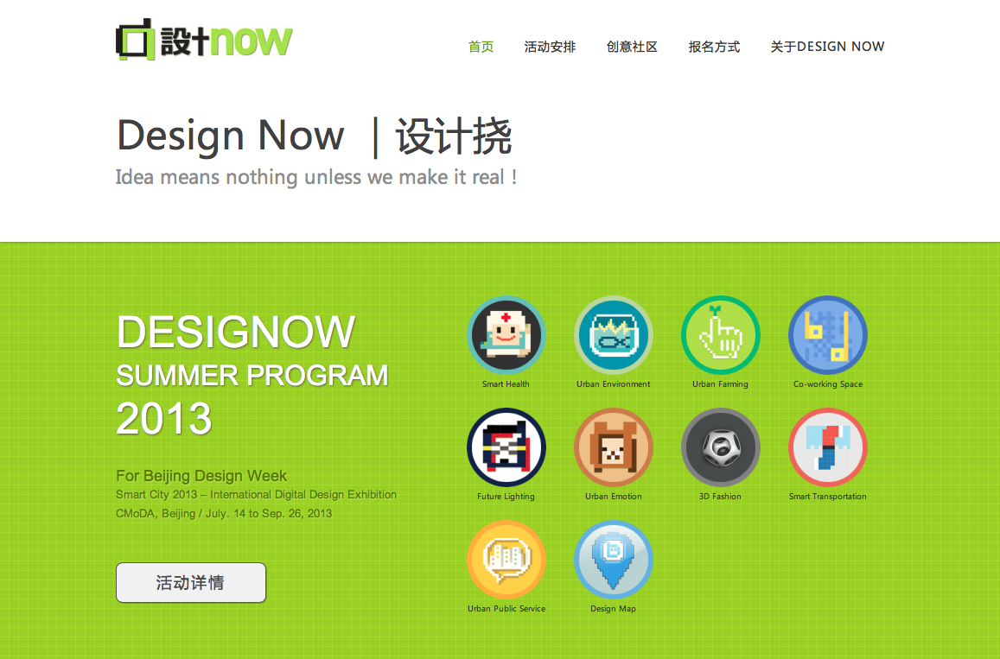 設计now
首页 活动安排 创意社区 报名方式 关于DESIGN NOW
Design Now ｜设计挠
Idea means nothing unless we make it real !
DESIGNOW
SUMMER PROGRAM
2013
For Beijing Design Week
Smart City 2013 – International Digital Design Exhibition
CMoDA, Beijing / July. 14 to Sep. 26, 2013
活动详情
Smart Health Urban Environment Urban Farming Co-working Space
Future Lighting Urban Emotion 3D Fashion Smart Transportation
Urban Public Service Design Map